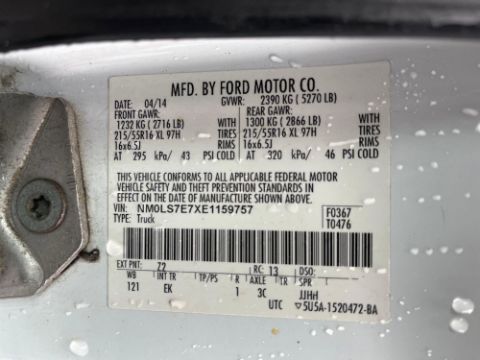 MFD. BY FORD MOTOR CO.
DATE: 04/14 GVWR: 2390 KG (5270 LB)
FRONT GAWR: REAR GAWR:
1232 KG (2716 LB) WITH 1300 KG (2866 LB) WITH
215/55R16 XL 97H TIRES 215/55R16 XL 97H TIRES
16x6.5J RIMS 16x6.5J RIMS
AT 295 kPa/ 43 PSI COLD AT 320 kPa/ 46 PSI COLD
THIS VEHICLE CONFORMS TO ALL APPLICABLE FEDERAL MOTOR
VEHICLE SAFETY AND THEFT PREVENTION STANDARDS IN
EFFECT ON THE DATE OF MANUFACTURE SHOWN ABOVE.
VIN: NM0LS7E7XE1159757 F0367
TYPE: Truck T0476
EXT PNT: Z2 RC: 13 DSO:
WB INT TR TP/PS R AXLE TR SPR
121 EK 1 3C JJHH
UTC ▽5U5A-1520472-BA